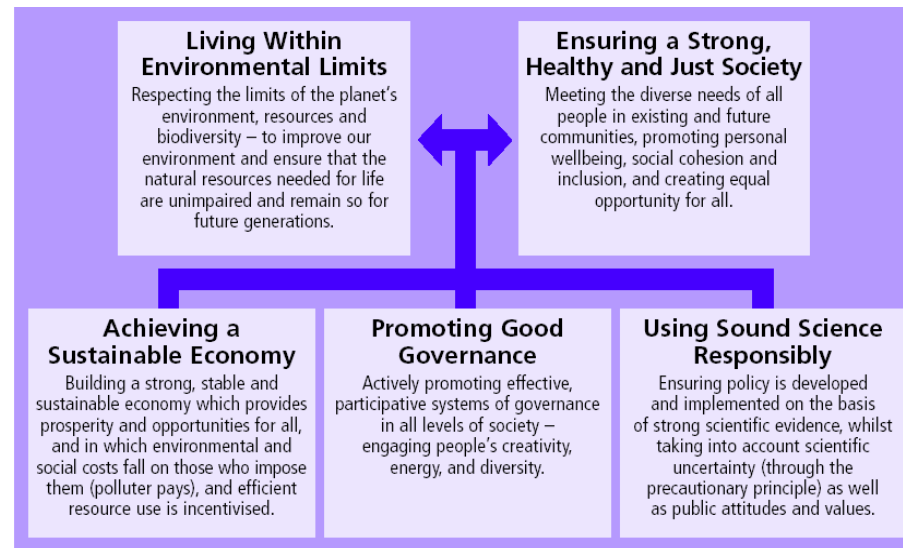 Living Within
Environmental Limits
Respecting the limits of the planet’s
environment, resources and
biodiversity – to improve our
environment and ensure that the
natural resources needed for life
are unimpaired and remain so for
future generations.
Ensuring a Strong,
Healthy and Just Society
Meeting the diverse needs of all
people in existing and future
communities, promoting personal
wellbeing, social cohesion and
inclusion, and creating equal
opportunity for all.
Achieving a
Sustainable Economy
Building a strong, stable and
sustainable economy which provides
prosperity and opportunities for all,
and in which environmental and
social costs fall on those who impose
them (polluter pays), and efficient
resource use is incentivised.
Promoting Good
Governance
Actively promoting effective,
participative systems of governance
in all levels of society –
engaging people’s creativity,
energy, and diversity.
Using Sound Science
Responsibly
Ensuring policy is developed
and implemented on the basis
of strong scientific evidence, whilst
taking into account scientific
uncertainty (through the
precautionary principle) as well
as public attitudes and values.